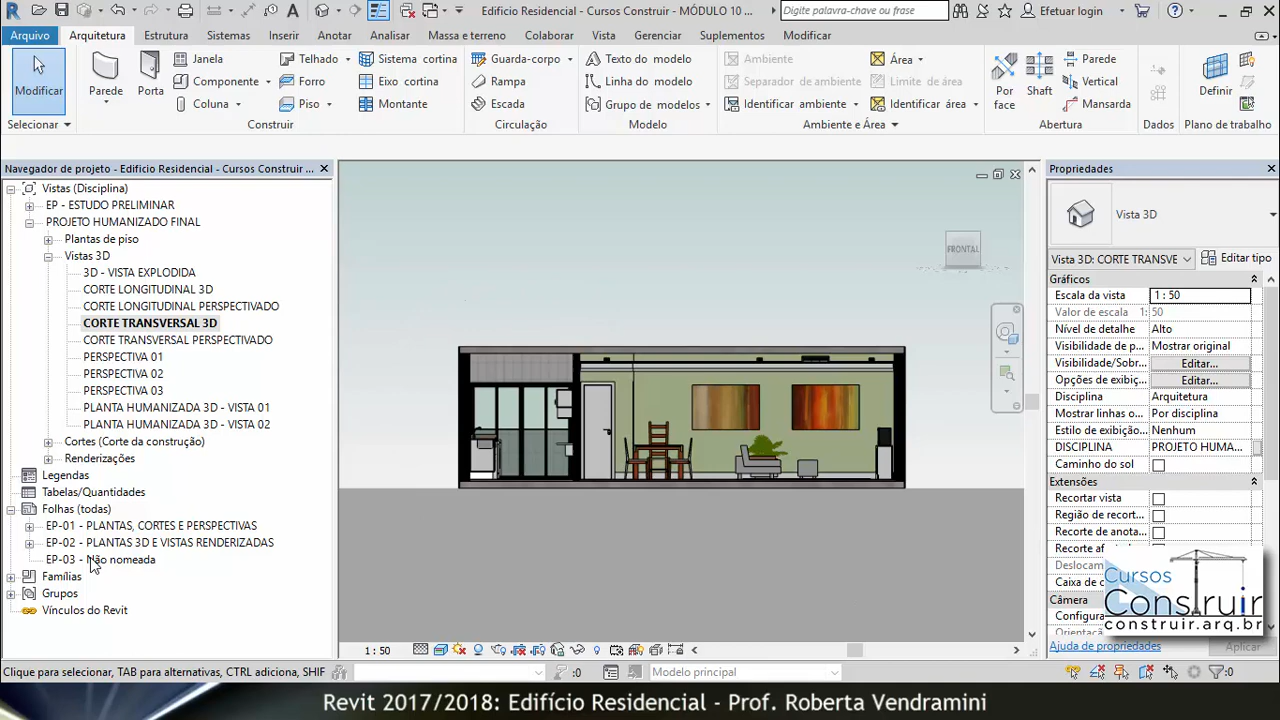 Edificio Residencial - Cursos Construir - MÓDULO 10 ...
Digite palavra-chave ou frase
Efetuar login
Arquivo Arquitetura Estrutura Sistemas Inserir Anotar Analisar Massa e terreno Colaborar Vista Gerenciar Suplementos Modificar
Modificar
Selecionar
Parede
Porta
Janela
Componente
Coluna
Telhado
Forro
Piso
Sistema cortina
Eixo cortina
Montante
Construir
Guarda-corpo
Rampa
Escada
Circulação
Texto do modelo
Linha do modelo
Grupo de modelos
Modelo
Ambiente
Separador de ambiente
Identificar ambiente
Área
Limite de área
Identificar área
Ambiente e Área
Por face
Shaft
Parede
Vertical
Mansarda
Abertura
Dados
Definir
Plano de trabalho
Navegador de projeto - Edificio Residencial - Cursos Construir ...
Vistas (Disciplina)
EP - ESTUDO PRELIMINAR
PROJETO HUMANIZADO FINAL
Plantas de piso
Vistas 3D
3D - VISTA EXPLODIDA
CORTE LONGITUDINAL 3D
CORTE LONGITUDINAL PERSPECTIVADO
CORTE TRANSVERSAL 3D
CORTE TRANSVERSAL PERSPECTIVADO
PERSPECTIVA 01
PERSPECTIVA 02
PERSPECTIVA 03
PLANTA HUMANIZADA 3D - VISTA 01
PLANTA HUMANIZADA 3D - VISTA 02
Cortes (Corte da construção)
Renderizações
Legendas
Tabelas/Quantidades
Folhas (todas)
EP-01 - PLANTAS, CORTES E PERSPECTIVAS
EP-02 - PLANTAS 3D E VISTAS RENDERIZADAS
EP-03 - Não nomeada
Famílias
Grupos
Vínculos do Revit
FRONTAL
Propriedades
Vista 3D
Vista 3D: CORTE TRANSVE
Editar tipo
Gráficos
Escala da vista 1 : 50
Valor de escala 1: 50
Nível de detalhe Alto
Visibilidade de p... Mostrar original
Visibilidade/Sobr... Editar...
Opções de exibiç... Editar...
Disciplina Arquitetura
Mostrar linhas o... Por disciplina
Estilo de exibição... Nenhum
DISCIPLINA PROJETO HUMA...
Caminho do sol
Extensões
Recortar vista
Região de recort...
Recorte de anota...
Recorte af
Deslocam
Caixa de c
Câmera
Configura
Cursos
Construir
construir.arq.br
Ajuda de propriedades
Aplicar
1 : 50
Clique para selecionar, TAB para alternativas, CTRL adiciona, SHIF
:0
Modelo principal
:0
Revit 2017/2018: Edifício Residencial - Prof. Roberta Vendramini